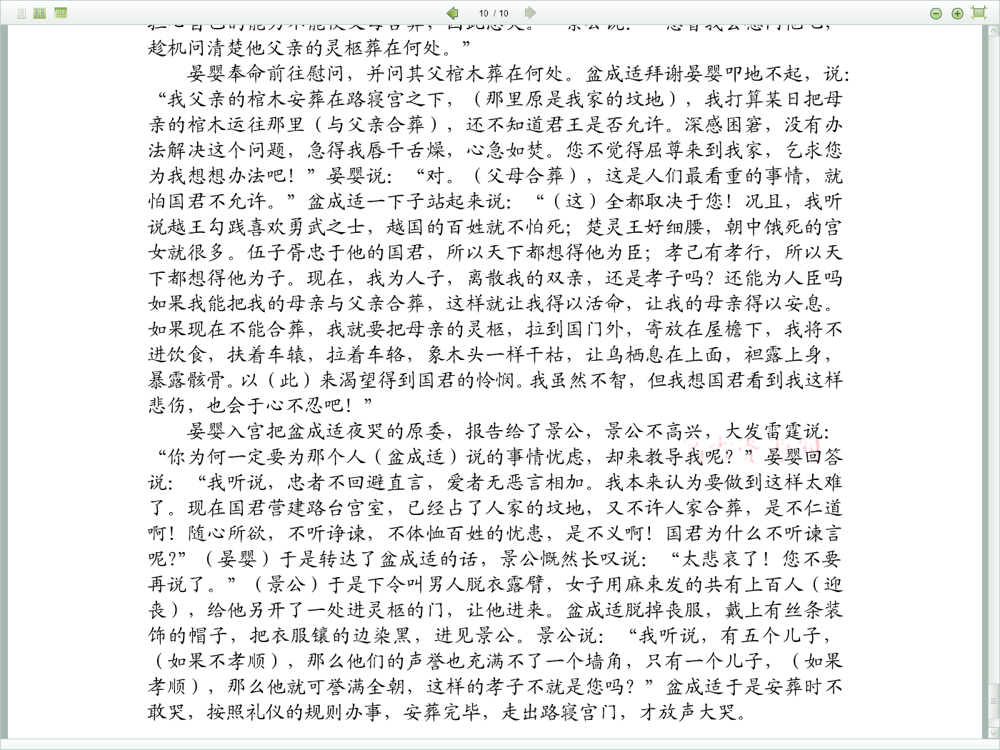 10 / 10
担心自己的能力不能使父母合葬，因此悲哭。” 景公说：“您替我去慰问他吧，
趁机问清楚他父亲的灵柩葬在何处。”
晏婴奉命前往慰问，并问其父棺木葬在何处。盆成适拜谢晏婴叩地不起，说：
“我父亲的棺木安葬在路寝宫之下，（那里原是我家的坟地），我打算某日把母
亲的棺木运往那里（与父亲合葬），还不知道君王是否允许。深感困窘，没有办
法解决这个问题，急得我唇干舌燥，心急如焚。您不觉得屈尊来到我家，乞求您
为我想想办法吧！”晏婴说：“对。（父母合葬），这是人们最看重的事情，就
怕国君不允许。”盆成适一下子站起来说：“（这）全都取决于您！况且，我听
说越王勾践喜欢勇武之士，越国的百姓就不怕死；楚灵王好细腰，朝中饿死的宫
女就很多。伍子胥忠于他的国君，所以天下都想得他为臣；孝己有孝行，所以天
下都想得他为子。现在，我为人子，离散我的双亲，还是孝子吗？还能为人臣吗
如果我能把我的母亲与父亲合葬，这样就让我得以活命，让我的母亲得以安息。
如果现在不能合葬，我就要把母亲的灵柩，拉到国门外，寄放在屋檐下，我将不
进饮食，扶着车辕，拉着车辂，象木头一样干枯，让鸟栖息在上面，袒露上身，
暴露骸骨。以（此）来渴望得到国君的怜悯。我虽然不智，但我想国君看到我这样
悲伤，也会于心不忍吧！”
晏婴入宫把盆成适夜哭的原委，报告给了景公，景公不高兴，大发雷霆说：
“你为何一定要为那个人（盆成适）说的事情忧虑，却来教导我呢？”晏婴回答
说：“我听说，忠者不回避直言，爱者无恶言相加。我本来认为要做到这样太难
了。现在国君营建路台宫室，已经占了人家的坟地，又不许人家合葬，是不仁道
啊！随心所欲，不听诤谏，不体恤百姓的忧患，是不义啊！国君为什么不听谏言
呢?”（晏婴）于是转达了盆成适的话，景公慨然长叹说：“太悲哀了！您不要
再说了。”（景公）于是下令叫男人脱衣露臂，女子用麻束发的共有上百人（迎
丧），给他另开了一处进灵柩的门，让他进来。盆成适脱掉丧服，戴上有丝条装
饰的帽子，把衣服镶的边染黑，进见景公。景公说：“我听说，有五个儿子，
（如果不孝顺），那么他们的声誉也充满不了一个墙角，只有一个儿子，（如果
孝顺），那么他就可誉满全朝，这样的孝子不就是您吗？”盆成适于是安葬时不
敢哭，按照礼仪的规则办事，安葬完毕，走出路寝宫门，才放声大哭。